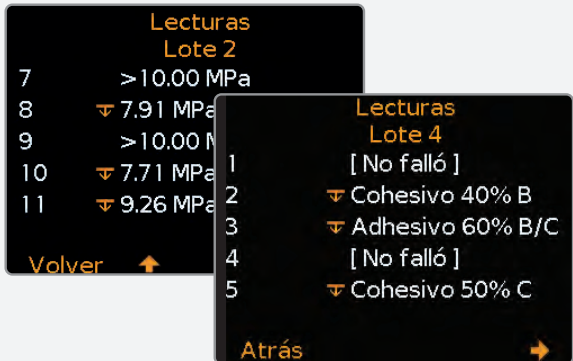 Lecturas
Lote 2
7 >10.00 MPa
8 7.91 MPa
9 >10.00
10 7.71 MPa
11 9.26 MPa
Volver
Lecturas
Lote 4
1 [ No falló ]
2 Cohesivo 40% B
3 Adhesivo 60% B/C
4 [ No falló ]
5 Cohesivo 50% C
Atrás